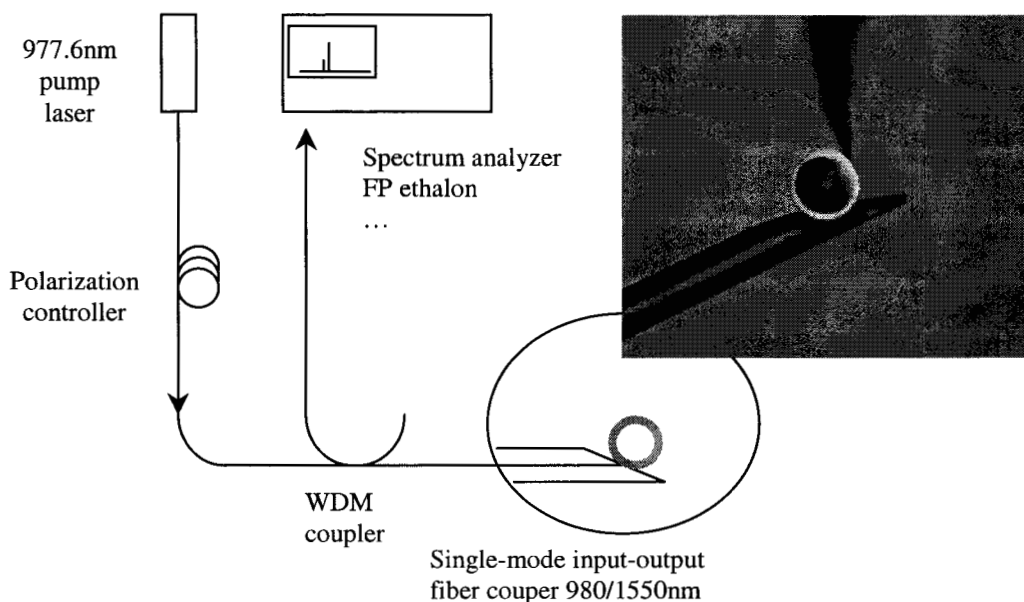 977.6nm
pump
laser
Spectrum analyzer
FP ethalon
...
Polarization
controller
WDM
coupler
Single-mode input-output
fiber couper 980/1550nm